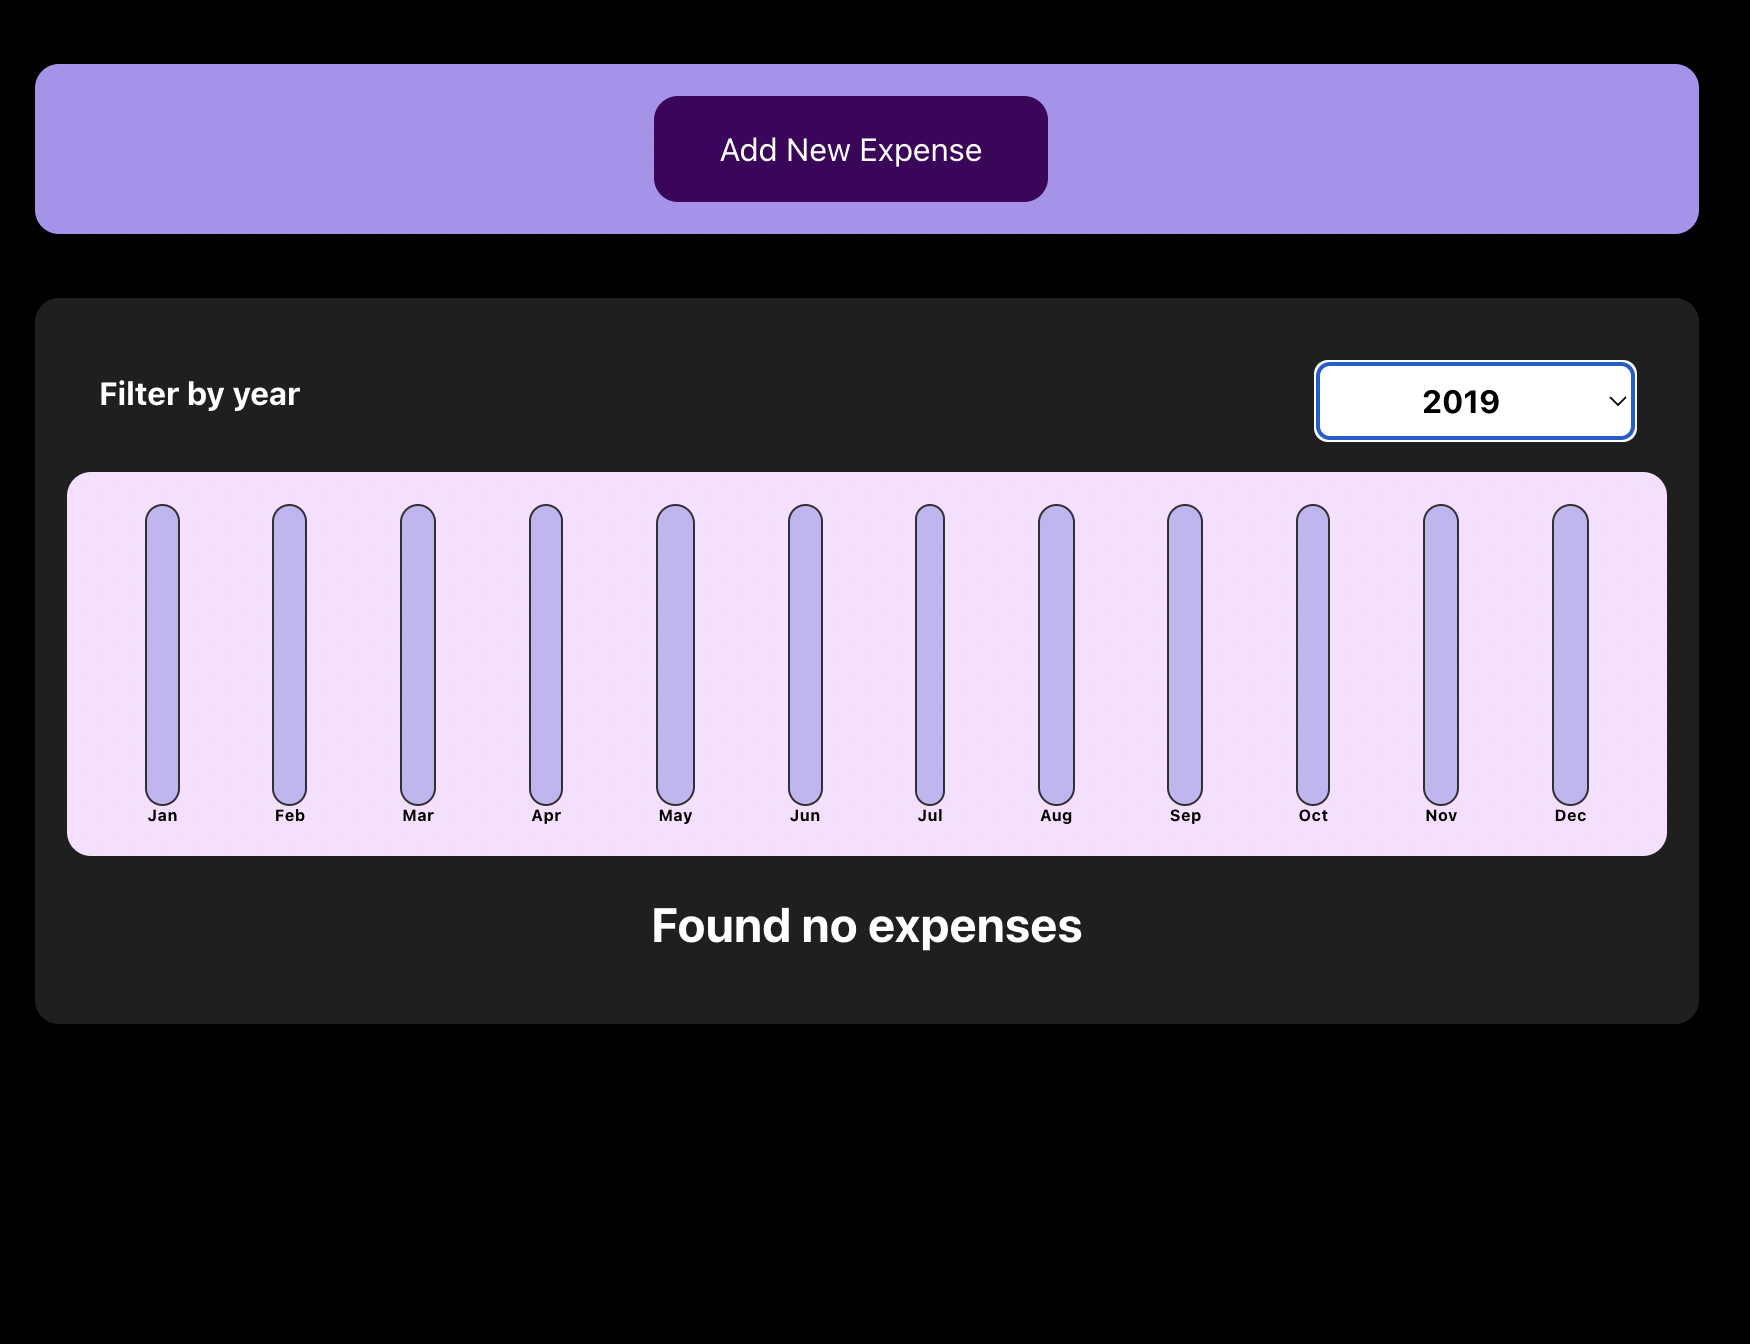 Add New Expense
Filter by year
2019
Jan Feb Mar Apr May Jun Jul Aug Sep Oct Nov Dec
Found no expenses